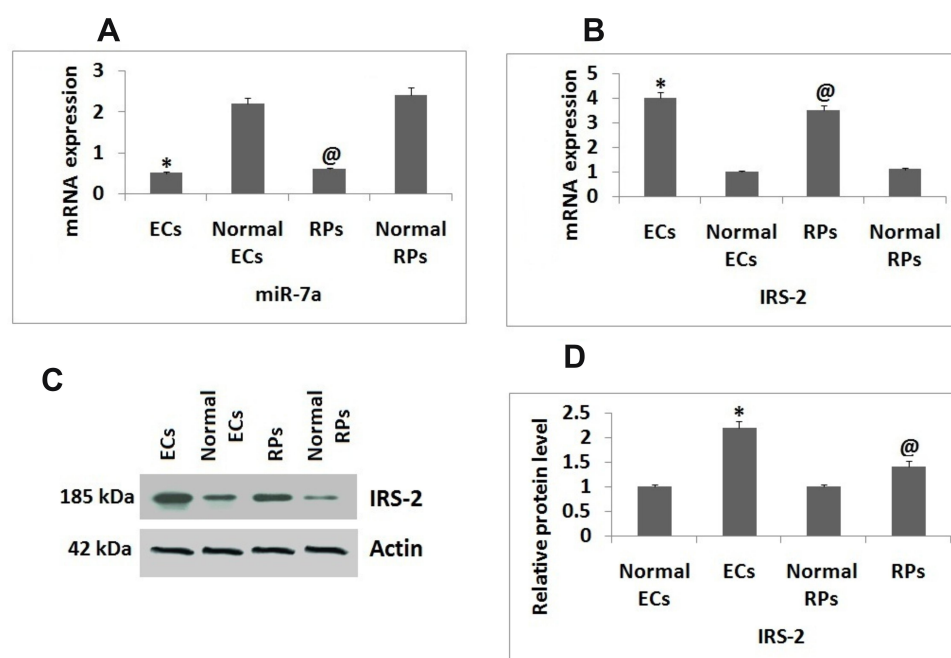 A
mRNA expression
3
2
1
0
*
@
ECs
Normal
ECs
RPs
Normal
RPs
miR-7a
B
mRNA expression
5
4
3
2
1
0
*
@
ECs
Normal
ECs
RPs
Normal
RPs
IRS-2
C
ECs
Normal
ECs
RPs
Normal
RPs
185 kDa
IRS-2
42 kDa
Actin
D
Relative protein level
2.5
2
1.5
1
0.5
0
*
@
Normal
ECs
ECs
Normal
RPs
RPs
IRS-2